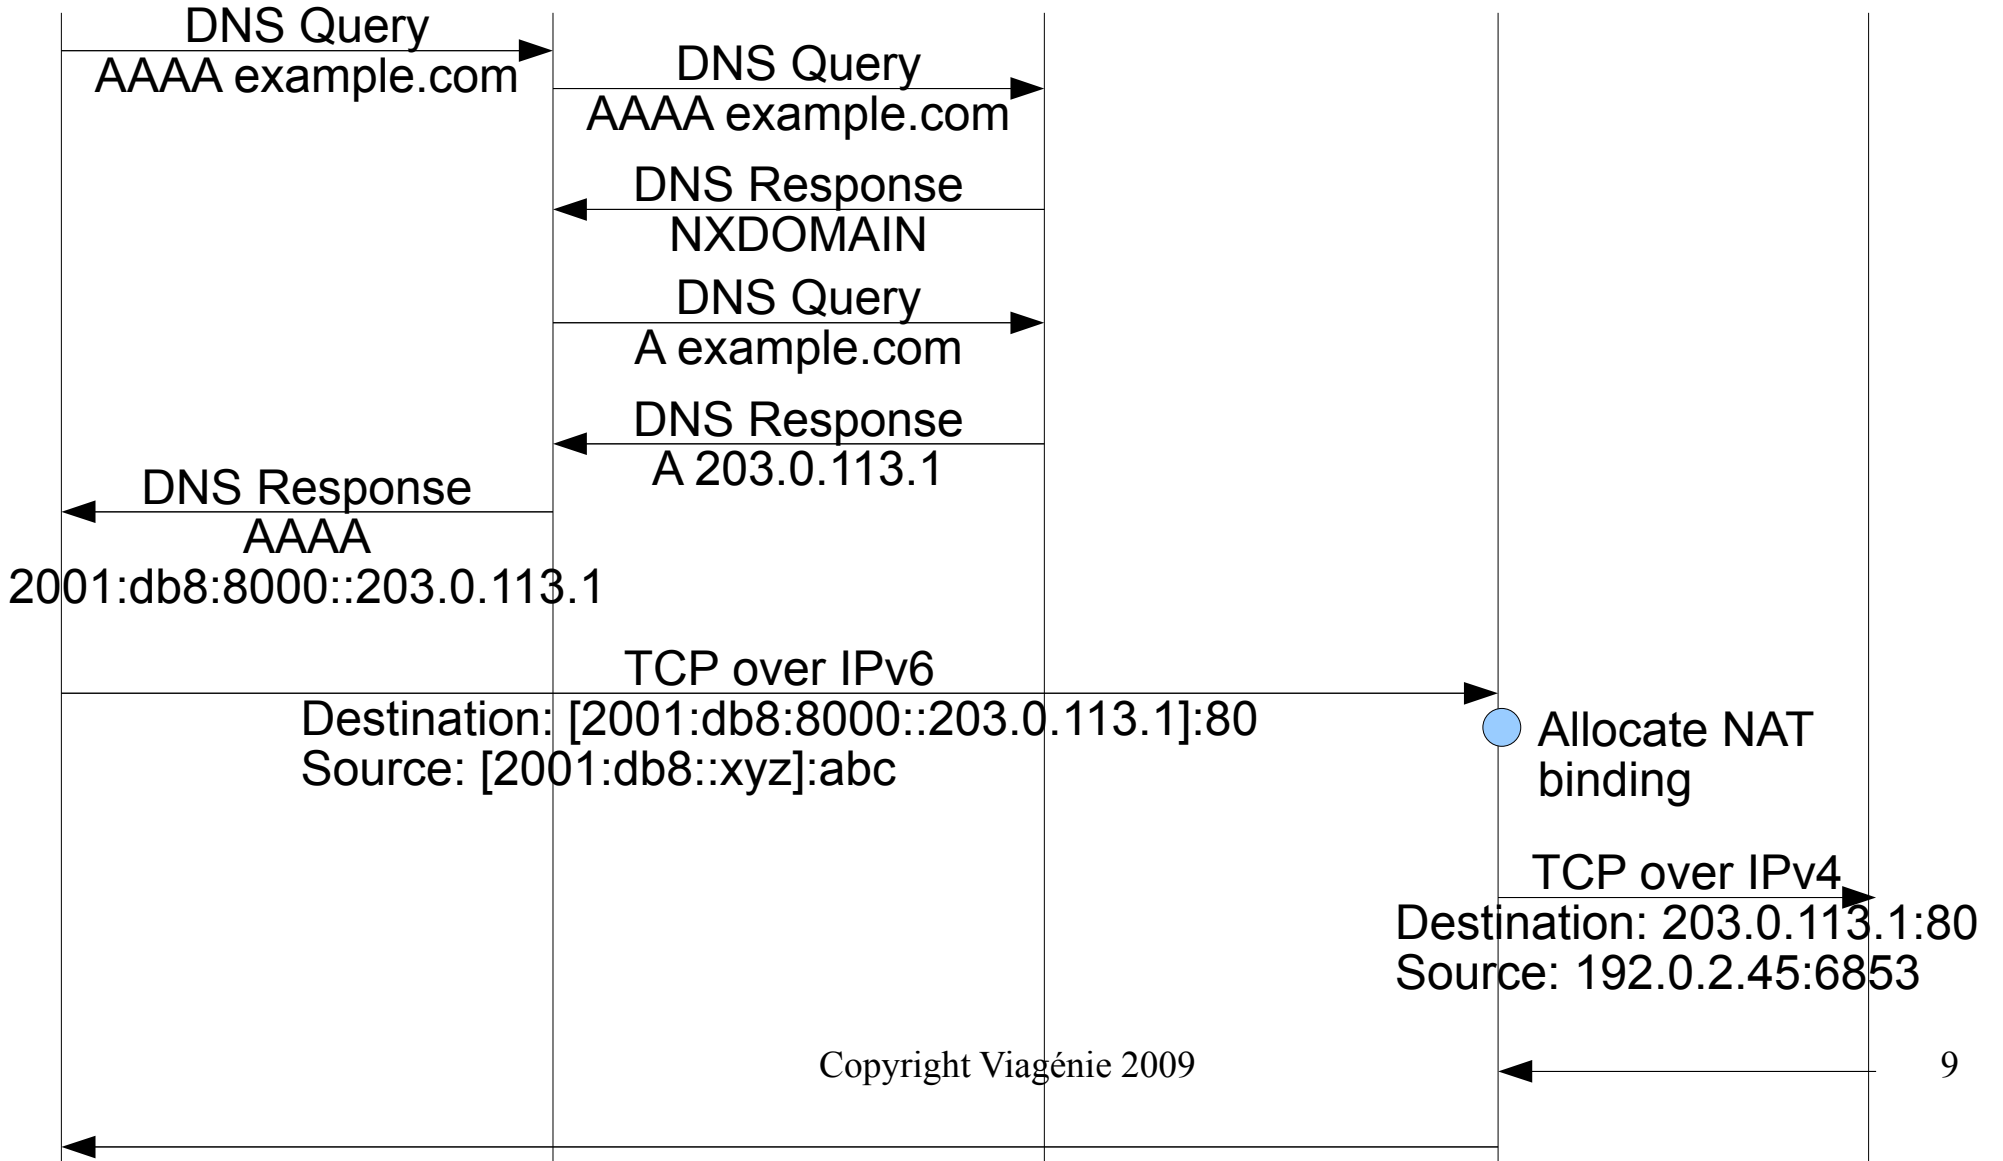 DNS Query
AAAA example.com
DNS Query
AAAA example.com
DNS Response
NXDOMAIN
DNS Query
A example.com
DNS Response
A 203.0.113.1
DNS Response
AAAA
2001:db8:8000::203.0.113.1
TCP over IPv6
Destination: [2001:db8:8000::203.0.113.1]:80
Source: [2001:db8::xyz]:abc
Allocate NAT
binding
TCP over IPv4
Destination: 203.0.113.1:80
Source: 192.0.2.45:6853
Copyright Viagénie 2009
9